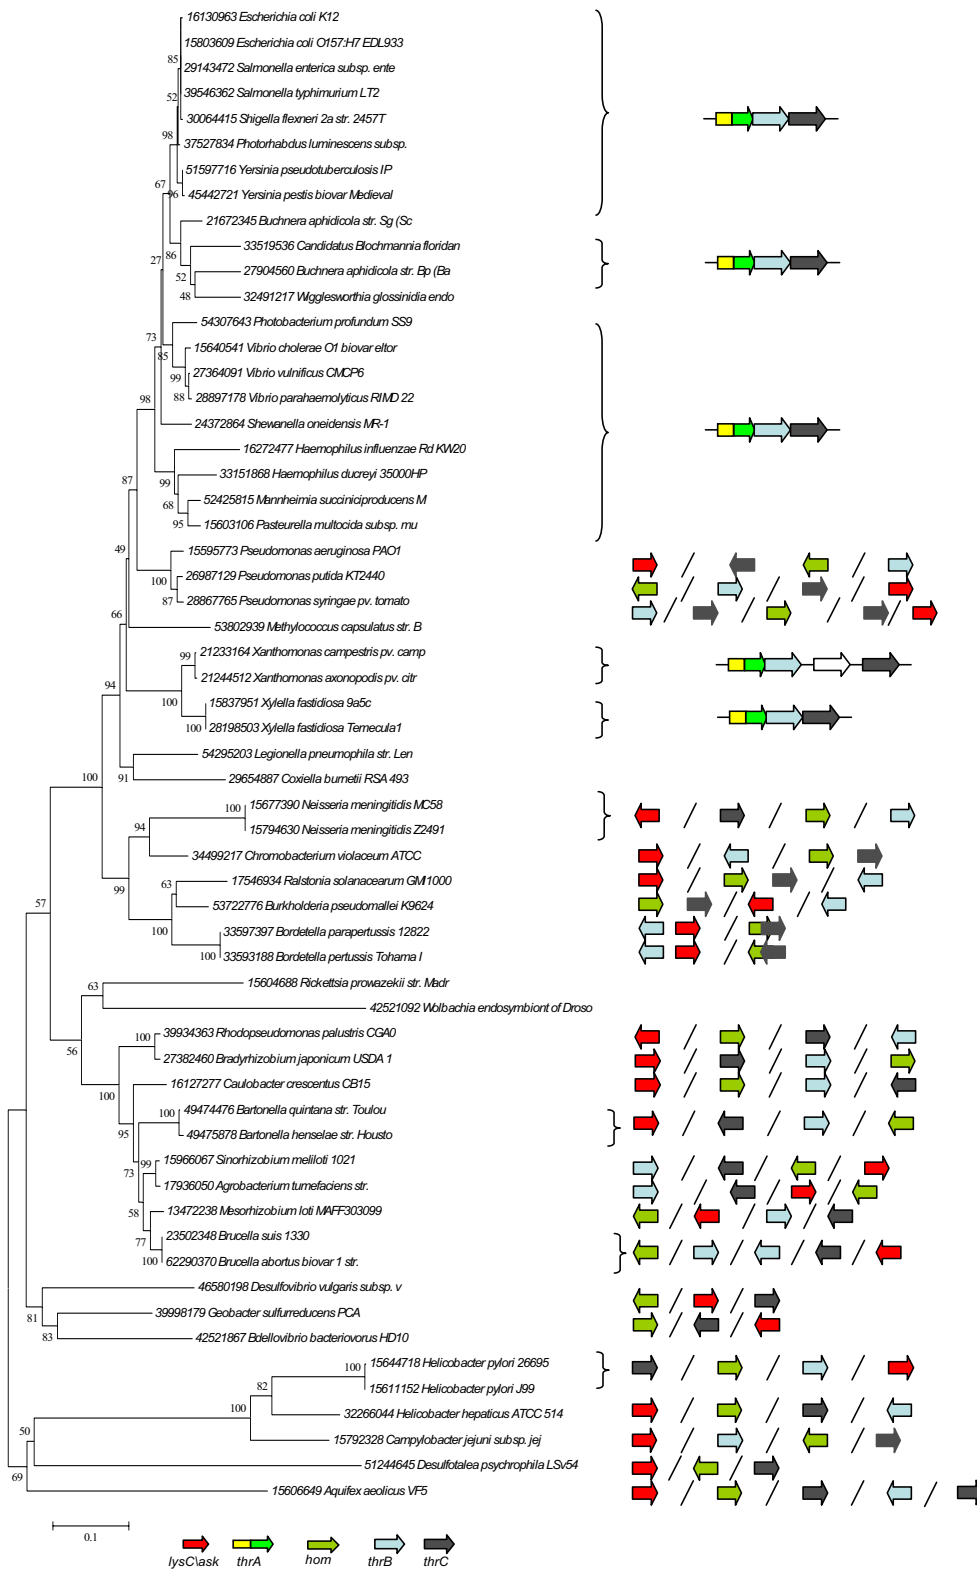 16130963 Escherichia coli K12
15803609 Escherichia coli O157:H7 EDL933
85
29143472 Salmonella enterica subsp. ente
52
39546362 Salmonella typhimurium LT2
30064415 Shigella flexneri 2a str. 2457T
98
37527834 Photorhabdus luminescens subsp.
51597716 Yersinia pseudotuberculosis IP
67
96
45442721 Yersinia pestis biovar Medieval
21672345 Buchnera aphidicola str. Sg (Sc
33519536 Candidatus Blochmannia floridan
86
27
27904560 Buchnera aphidicola str. Bp (Ba
52
48
32491217 Wigglesworthia glossinidia endo
54307643 Photobacterium profundum SS9
73
15640541 Vibrio cholerae O1 biovar eltor
85
27364091 Vibrio vulnificus CMCP6
99
88
28897178 Vibrio parahaemolyticus RIMD 22
98
24372864 Shewanella oneidensis MR-1
16272477 Haemophilus influenzae Rd KW20
33151868 Haemophilus ducreyi 35000HP
87
99
52425815 Mannheimia succiniciproducens M
68
95
15603106 Pasteurella multocida subsp. mu
15595773 Pseudomonas aeruginosa PAO1
49
26987129 Pseudomonas putida KT2440
100
87
28867765 Pseudomonas syringae pv. tomato
66
53802939 Methylococcus capsulatus str. B
21233164 Xanthomonas campestris pv. camp
99
21244512 Xanthomonas axonopodis pv. citr
94
15837951 Xylella fastidiosa 9a5c
100
100
28198503 Xylella fastidiosa Temecula1
54295203 Legionella pneumophila str. Len
100
91
29654887 Coxiella burnetii RSA 493
15677390 Neisseria meningitidis MC58
100
94
15794630 Neisseria meningitidis Z2491
34499217 Chromobacterium violaceum ATCC
17546934 Ralstonia solanacearum GMI1000
99
63
57
53722776 Burkholderia pseudomallei K9624
100
33597397 Bordetella parapertussis 12822
100
33593188 Bordetella pertussis Tohama I
63
15604688 Rickettsia prowazekii str. Madr
42521092 Wolbachia endosymbiont of Droso
39934363 Rhodopseudomonas palustris CGA0
100
56
27382460 Bradyrhizobium japonicum USDA 1
16127277 Caulobacter crescentus CB15
100
49474476 Bartonella quintana str. Toulou
100
95
49475878 Bartonella henselae str. Housto
15966067 Sinorhizobium meliloti 1021
99
73
17936050 Agrobacterium tumefaciens str.
58
13472238 Mesorhizobium loti MAFF303099
77
23502348 Brucella suis 1330
100
62290370 Brucella abortus biovar 1 str.
46580198 Desulfovibrio vulgaris subsp. v
81
39998179 Geobacter sulfurreducens PCA
83
42521867 Bdellovibrio bacteriovorus HD10
15644718 Helicobacter pylori 26695
100
82
15611152 Helicobacter pylori J99
100
32266044 Helicobacter hepaticus ATCC 514
50
15792328 Campylobacter jejuni subsp. jej
51244645 Desulfotalea psychrophila LSv54
69
15606649 Aquifex aeolicus VF5
0.1
lysC\ask thrA hom thrB thrC